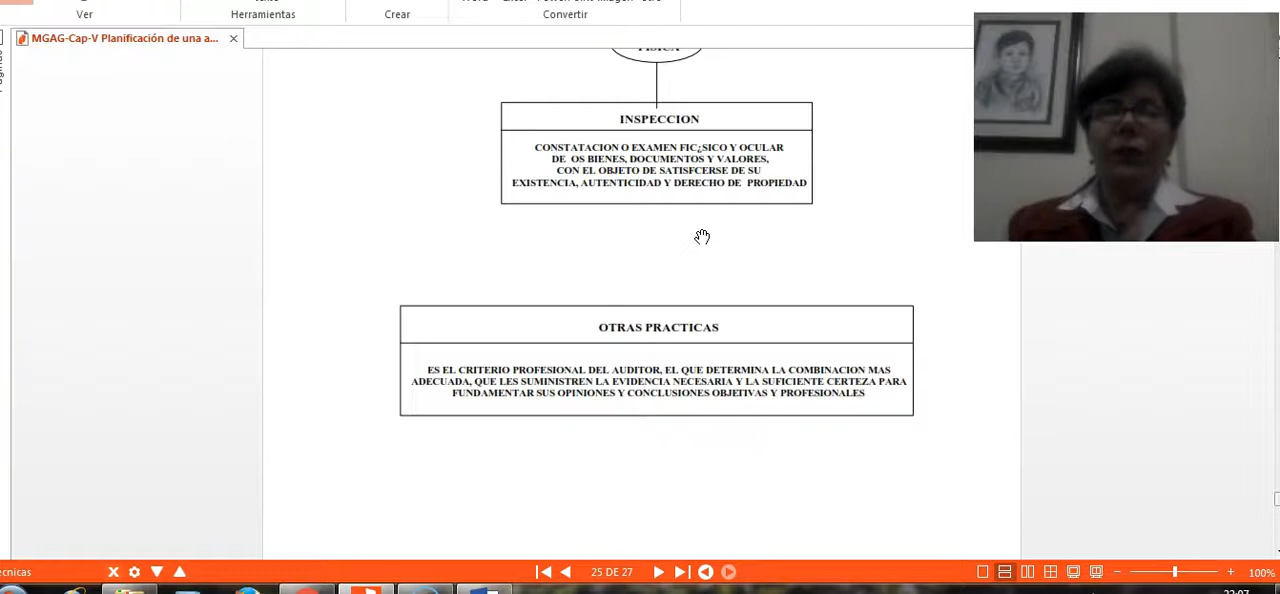 Ver
Herramientas
Crear
Convertir
MGAG-Cap-V Planificación de una a...
FISICA
INSPECCION
CONSTATACION O EXAMEN FIC¿SICO Y OCULAR
DE OS BIENES, DOCUMENTOS Y VALORES,
CON EL OBJETO DE SATISFCERSE DE SU
EXISTENCIA, AUTENTICIDAD Y DERECHO DE PROPIEDAD
OTRAS PRACTICAS
ES EL CRITERIO PROFESIONAL DEL AUDITOR, EL QUE DETERMINA LA COMBINACION MAS
ADECUADA, QUE LES SUMINISTREN LA EVIDENCIA NECESARIA Y LA SUFICIENTE CERTEZA PARA
FUNDAMENTAR SUS OPINIONES Y CONCLUSIONES OBJETIVAS Y PROFESIONALES
25 DE 27
100%
22:07